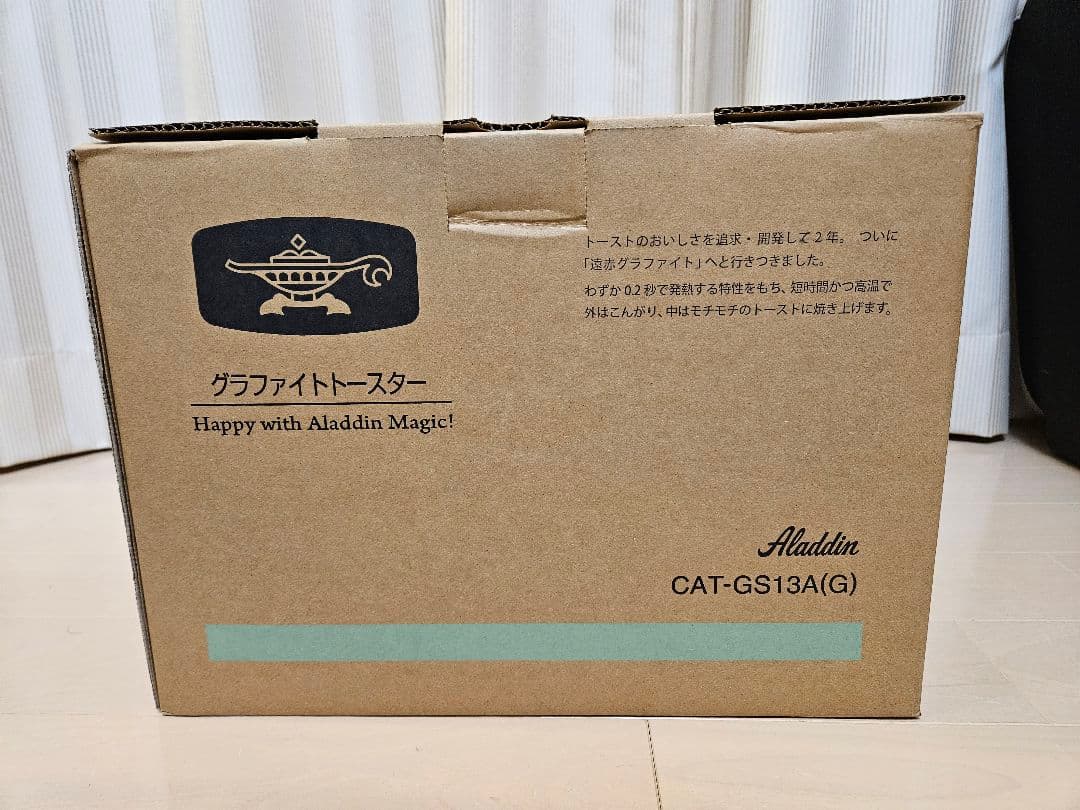 グラファイトトースター
Happy with Aladdin Magic!
トーストのおいしさを追求・開発して2年。 ついに
「遠赤グラファイト」へと行きつきました。
わずか0.2秒で発熱する特性をもち、短時間かつ高温で
外はこんがり、中はモチモチのトーストに焼き上げます。
Aladdin
CAT-GS13A(G)